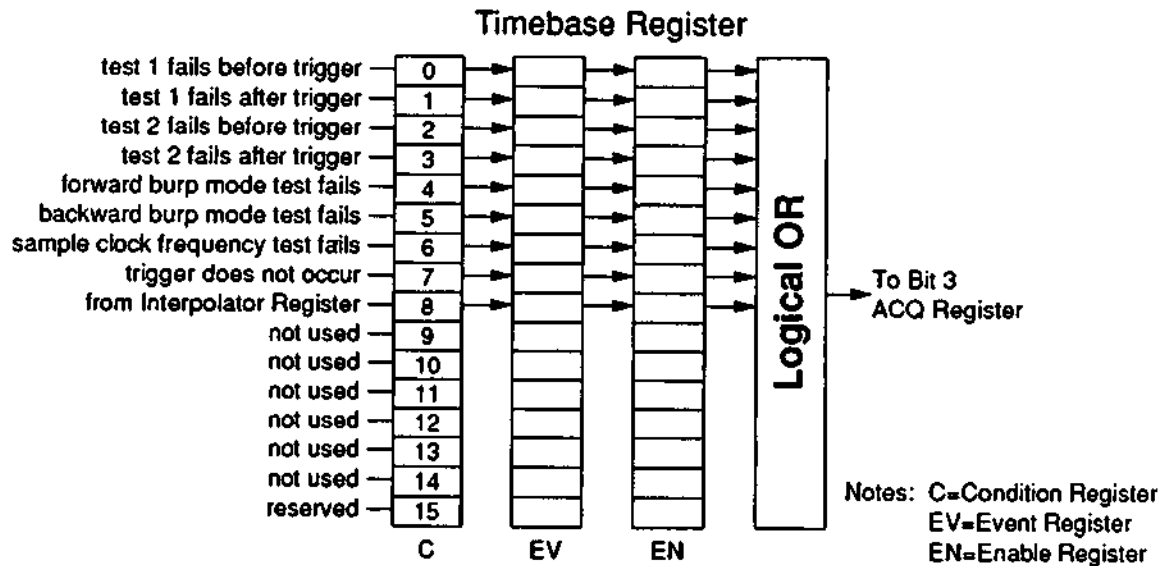 Timebase Register
test 1 fails before trigger 0
test 1 fails after trigger 1
test 2 fails before trigger 2
test 2 fails after trigger 3
forward burp mode test fails 4
backward burp mode test fails 5
sample clock frequency test fails 6
trigger does not occur 7
from Interpolator Register 8
not used 9
not used 10
not used 11
not used 12
not used 13
not used 14
reserved 15
C EV EN
Logical OR
To Bit 3
ACQ Register
Notes: C=Condition Register
EV=Event Register
EN=Enable Register